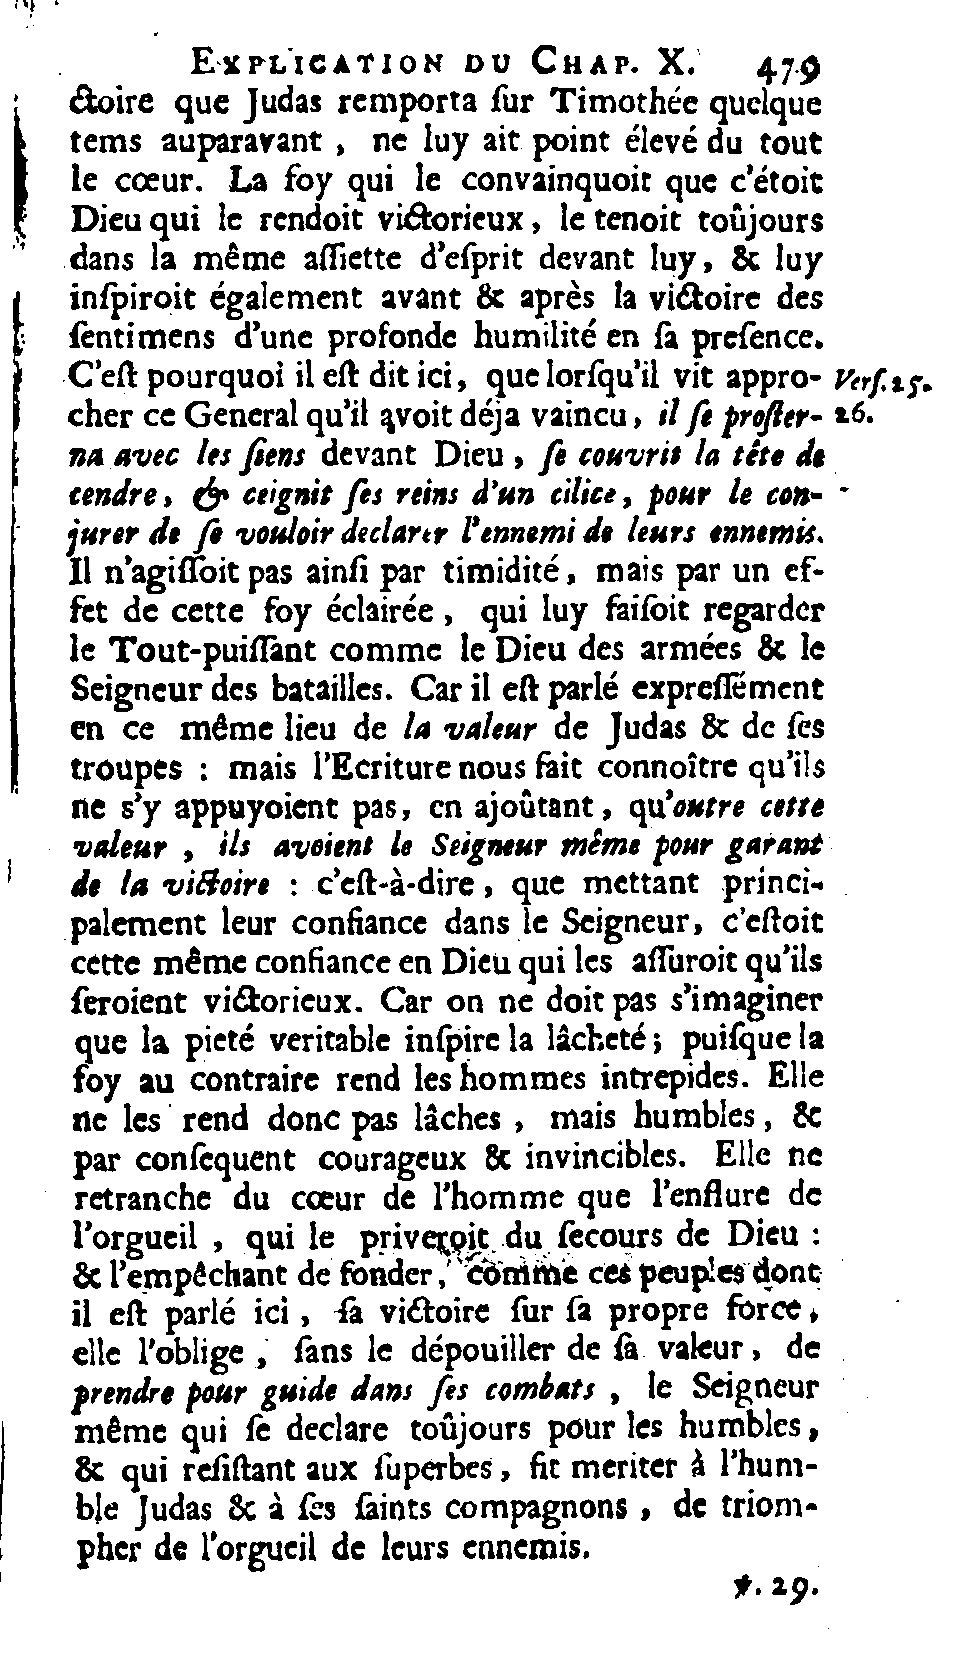 EXPLICATION DU CHAP. X. 479
ctoire que Judas remporta ſur Timothée quelque
tems auparavant , ne luy ait point élevé du tout
le cœur. La foy qui le convainquoit que c'étoit
Dieu qui le rendoit victorieux, le tenoit toûjours
dans la même aſſiette d'eſprit devant luy, & luy
inſpiroit également avant & après la victoire des
ſentimens d'une profonde humilité en ſa preſence.
C'eſt pourquoi il eſt dit ici, que lorſqu'il vit appro- Verſ. 25.
cher ce General qu'il avoit déja vaincu, il ſe proſter- 26.
na avec les ſiens devant Dieu, ſe couvrit la tête de
cendre, & ceignit ſes reins d'un cilice, pour le con-
jurer de ſe vouloir declarer l'ennemi de leurs ennemis.
Il n'agiſſoit pas ainſi par timidité, mais par un ef-
fet de cette foy éclairée, qui luy faiſoit regarder
le Tout-puiſſant comme le Dieu des armées & le
Seigneur des batailles. Car il eſt parlé expreſſément
en ce même lieu de la valeur de Judas & de ſes
troupes : mais l'Ecriture nous fait connoître qu'ils
ne s'y appuyoient pas, en ajoûtant, qu'outre cette
valeur , ils avoient le Seigneur même pour garant
de la victoire : c'eſt-à-dire, que mettant princi-
palement leur confiance dans le Seigneur, c'eſtoit
cette même confiance en Dieu qui les aſſuroit qu'ils
ſeroient victorieux. Car on ne doit pas s'imaginer
que la pieté veritable inſpire la lâcheté; puiſque la
foy au contraire rend les hommes intrepides. Elle
ne les rend donc pas lâches , mais humbles, &
par conſequent courageux & invincibles. Elle ne
retranche du cœur de l'homme que l'enflure de
l'orgueil , qui le priveroit du ſecours de Dieu :
& l'empêchant de fonder, comme ces peuples dont
il eſt parlé ici, ſa victoire ſur ſa propre force,
elle l'oblige , ſans le dépouiller de ſa valeur, de
prendre pour guide dans ſes combats , le Seigneur
même qui ſe declare toûjours pour les humbles,
& qui reſiſtant aux ſuperbes, fit meriter à l'hum-
ble Judas & à ſes ſaints compagnons , de triom-
pher de l'orgueil de leurs ennemis.
℣. 29.